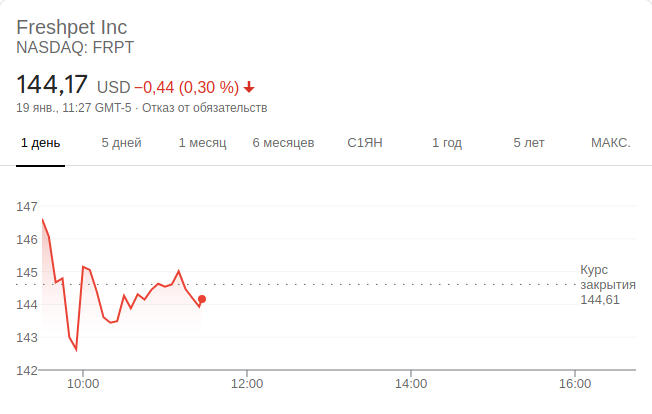 Freshpet Inc
NASDAQ: FRPT
144,17 USD −0,44 (0,30 %)
19 янв., 11:27 GMT-5 · Отказ от обязательств
1 день 5 дней 1 месяц 6 месяцев С1ЯН 1 год 5 лет МАКС.
147
146
145
144
143
142
Курс
закрытия
144,61
10:00 12:00 14:00 16:00